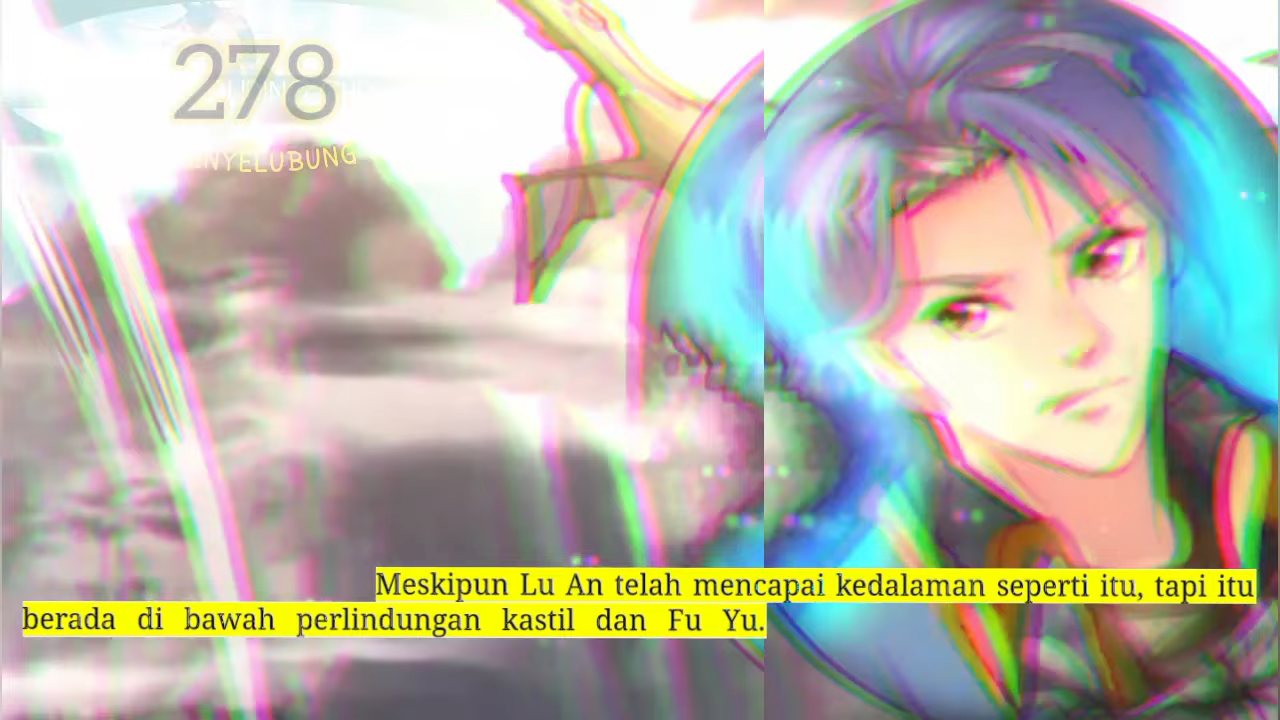 278
NYELUBUNG
Meskipun Lu An telah mencapai kedalaman seperti itu, tapi itu
berada di bawah perlindungan kastil dan Fu Yu.